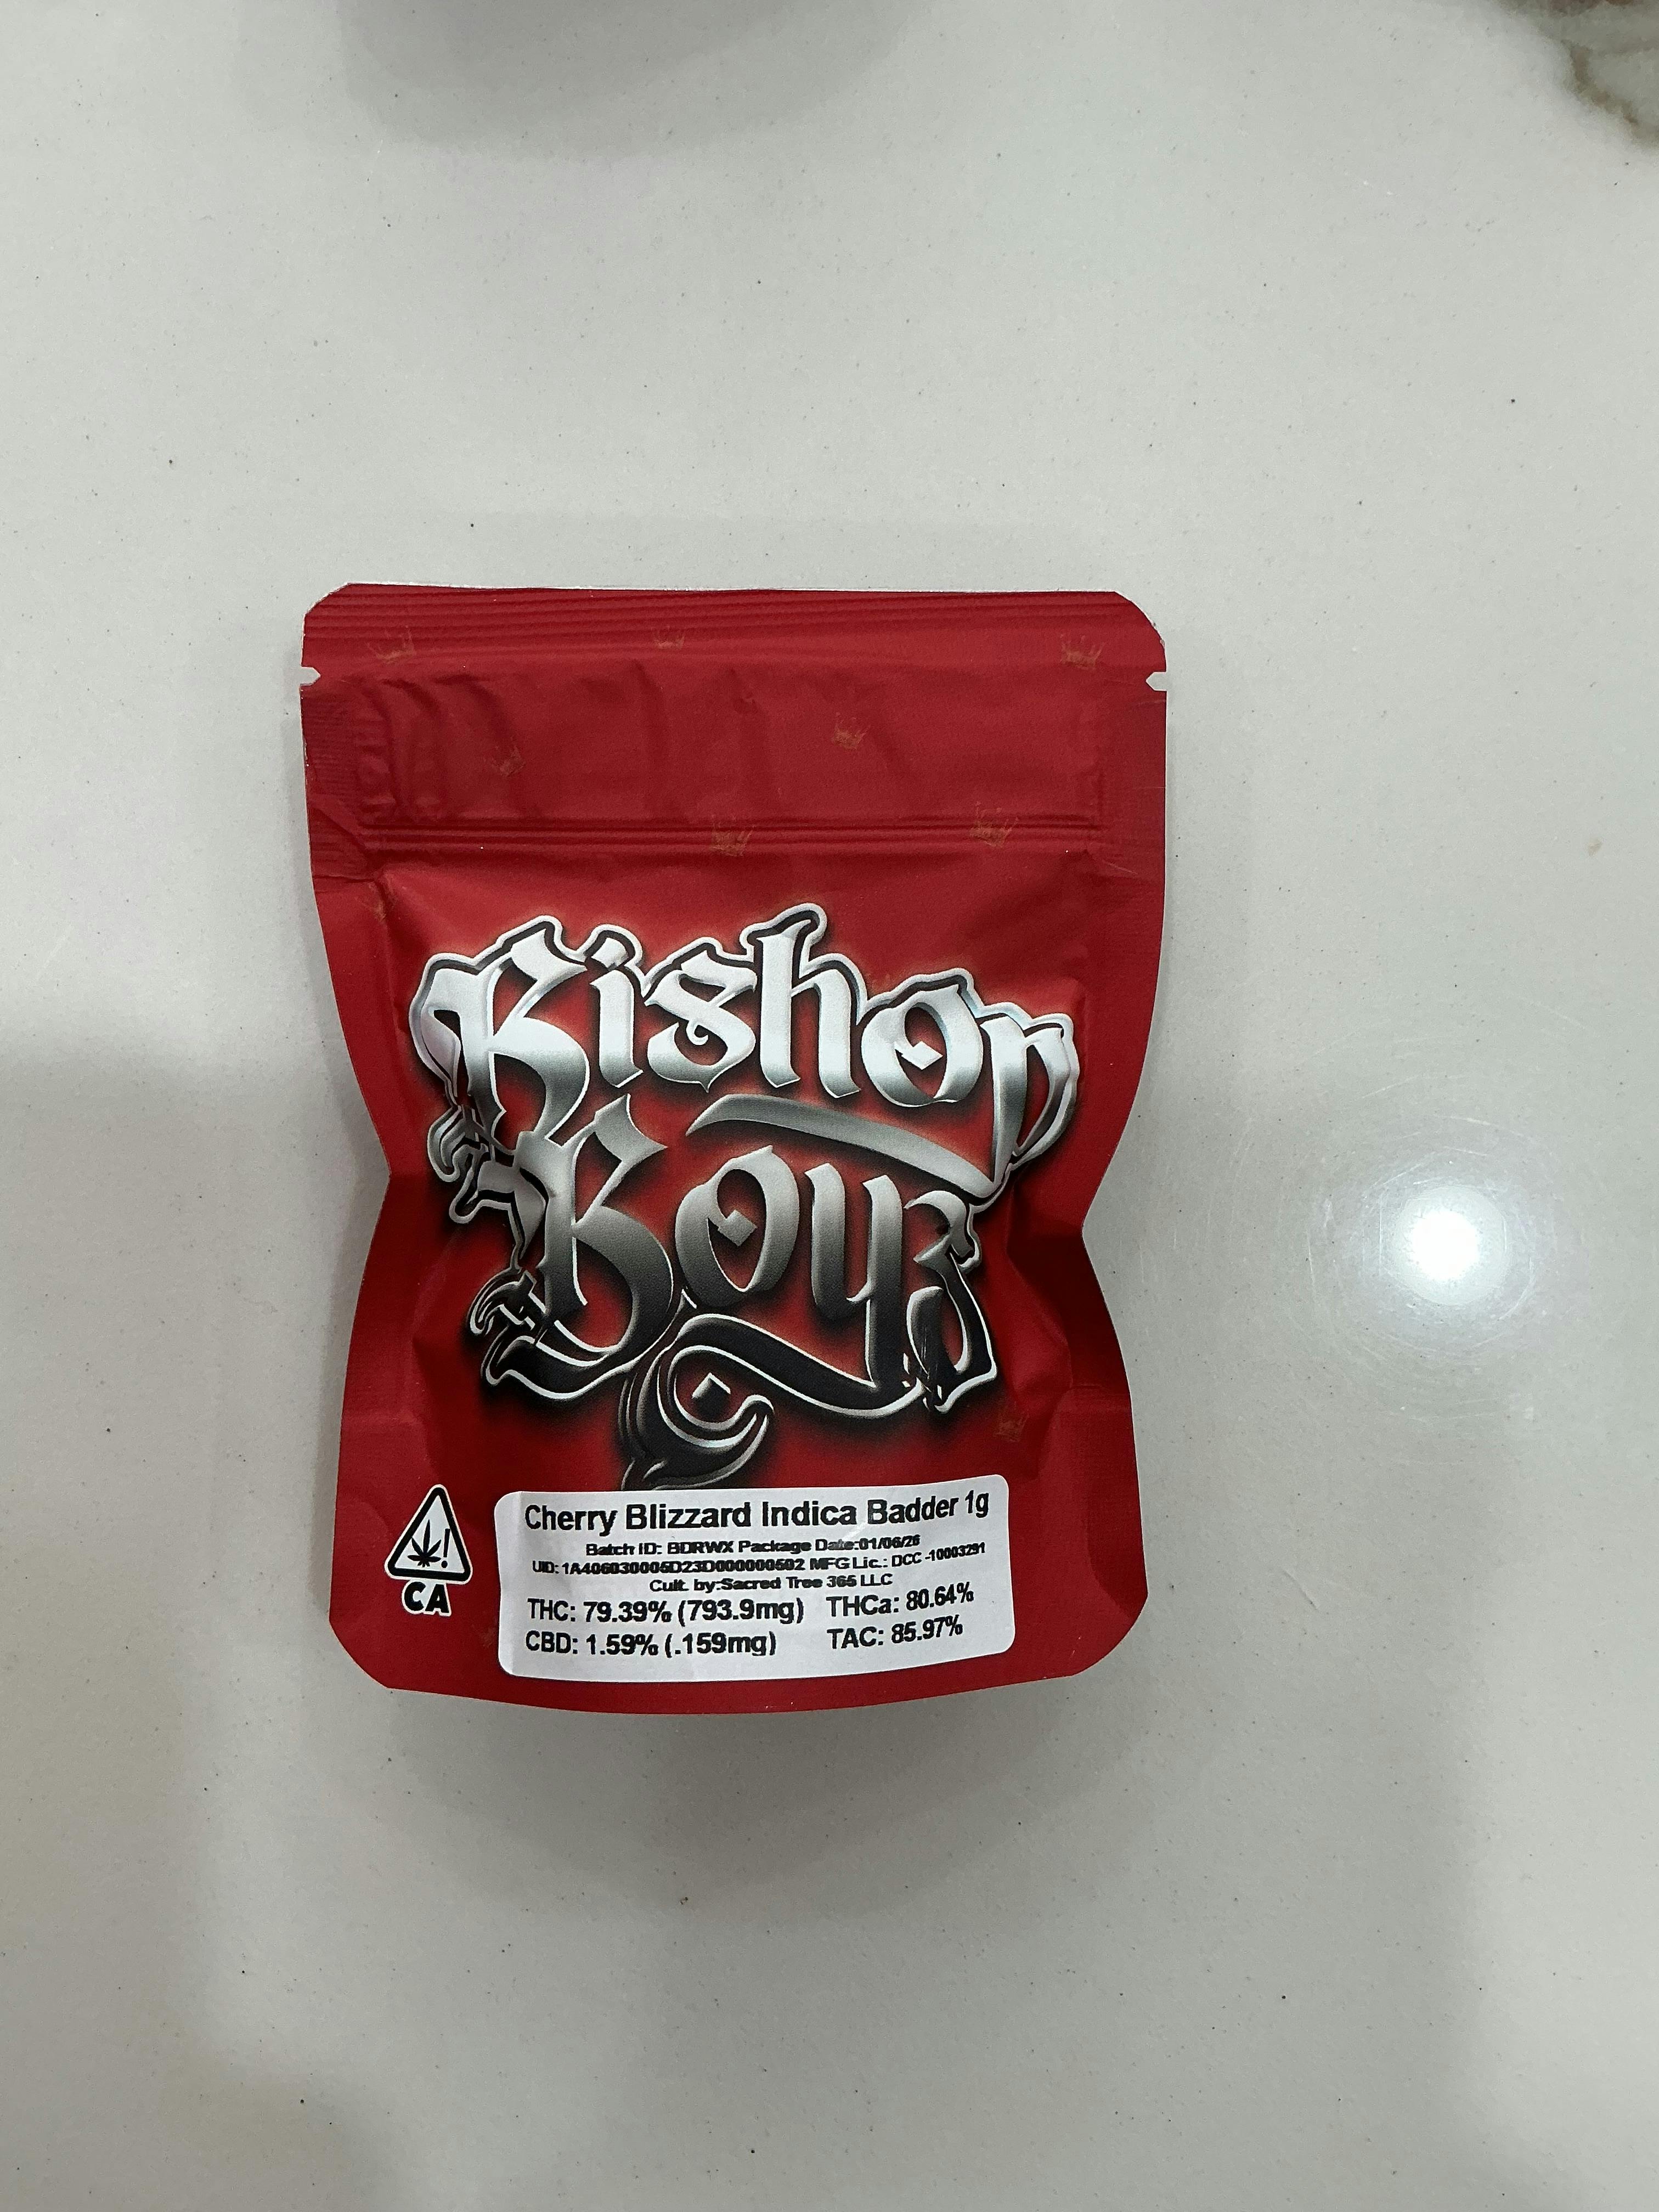 Bishop
Boyz
Cherry Blizzard Indica Badder 1g
Batch ID: BDRWX Package Date:01/06/26
UID: 1A406030005D23D000000502 MFG Lic.: DCC -10003291
Cult. by:Sacred Tree 365 LLC
THC: 79.39% (793.9mg) THCa: 80.64%
CBD: 1.59% (.159mg) TAC: 85.97%
!
CA